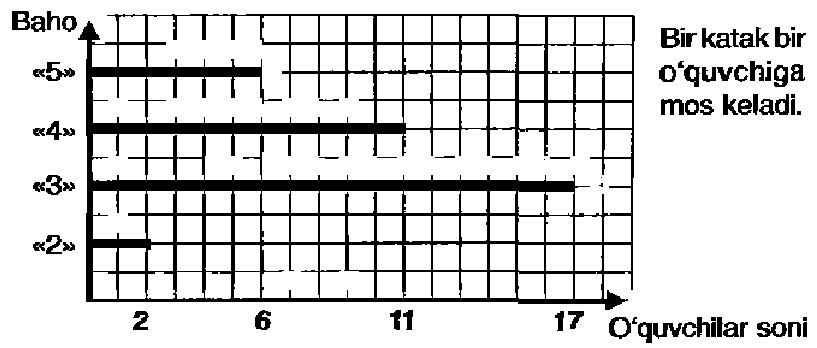 Baho
Bir katak bir
o‘quvchiga
mos keladi.
«5»
«4»
«3»
«2»
2 6 11 17
O‘quvchilar soni